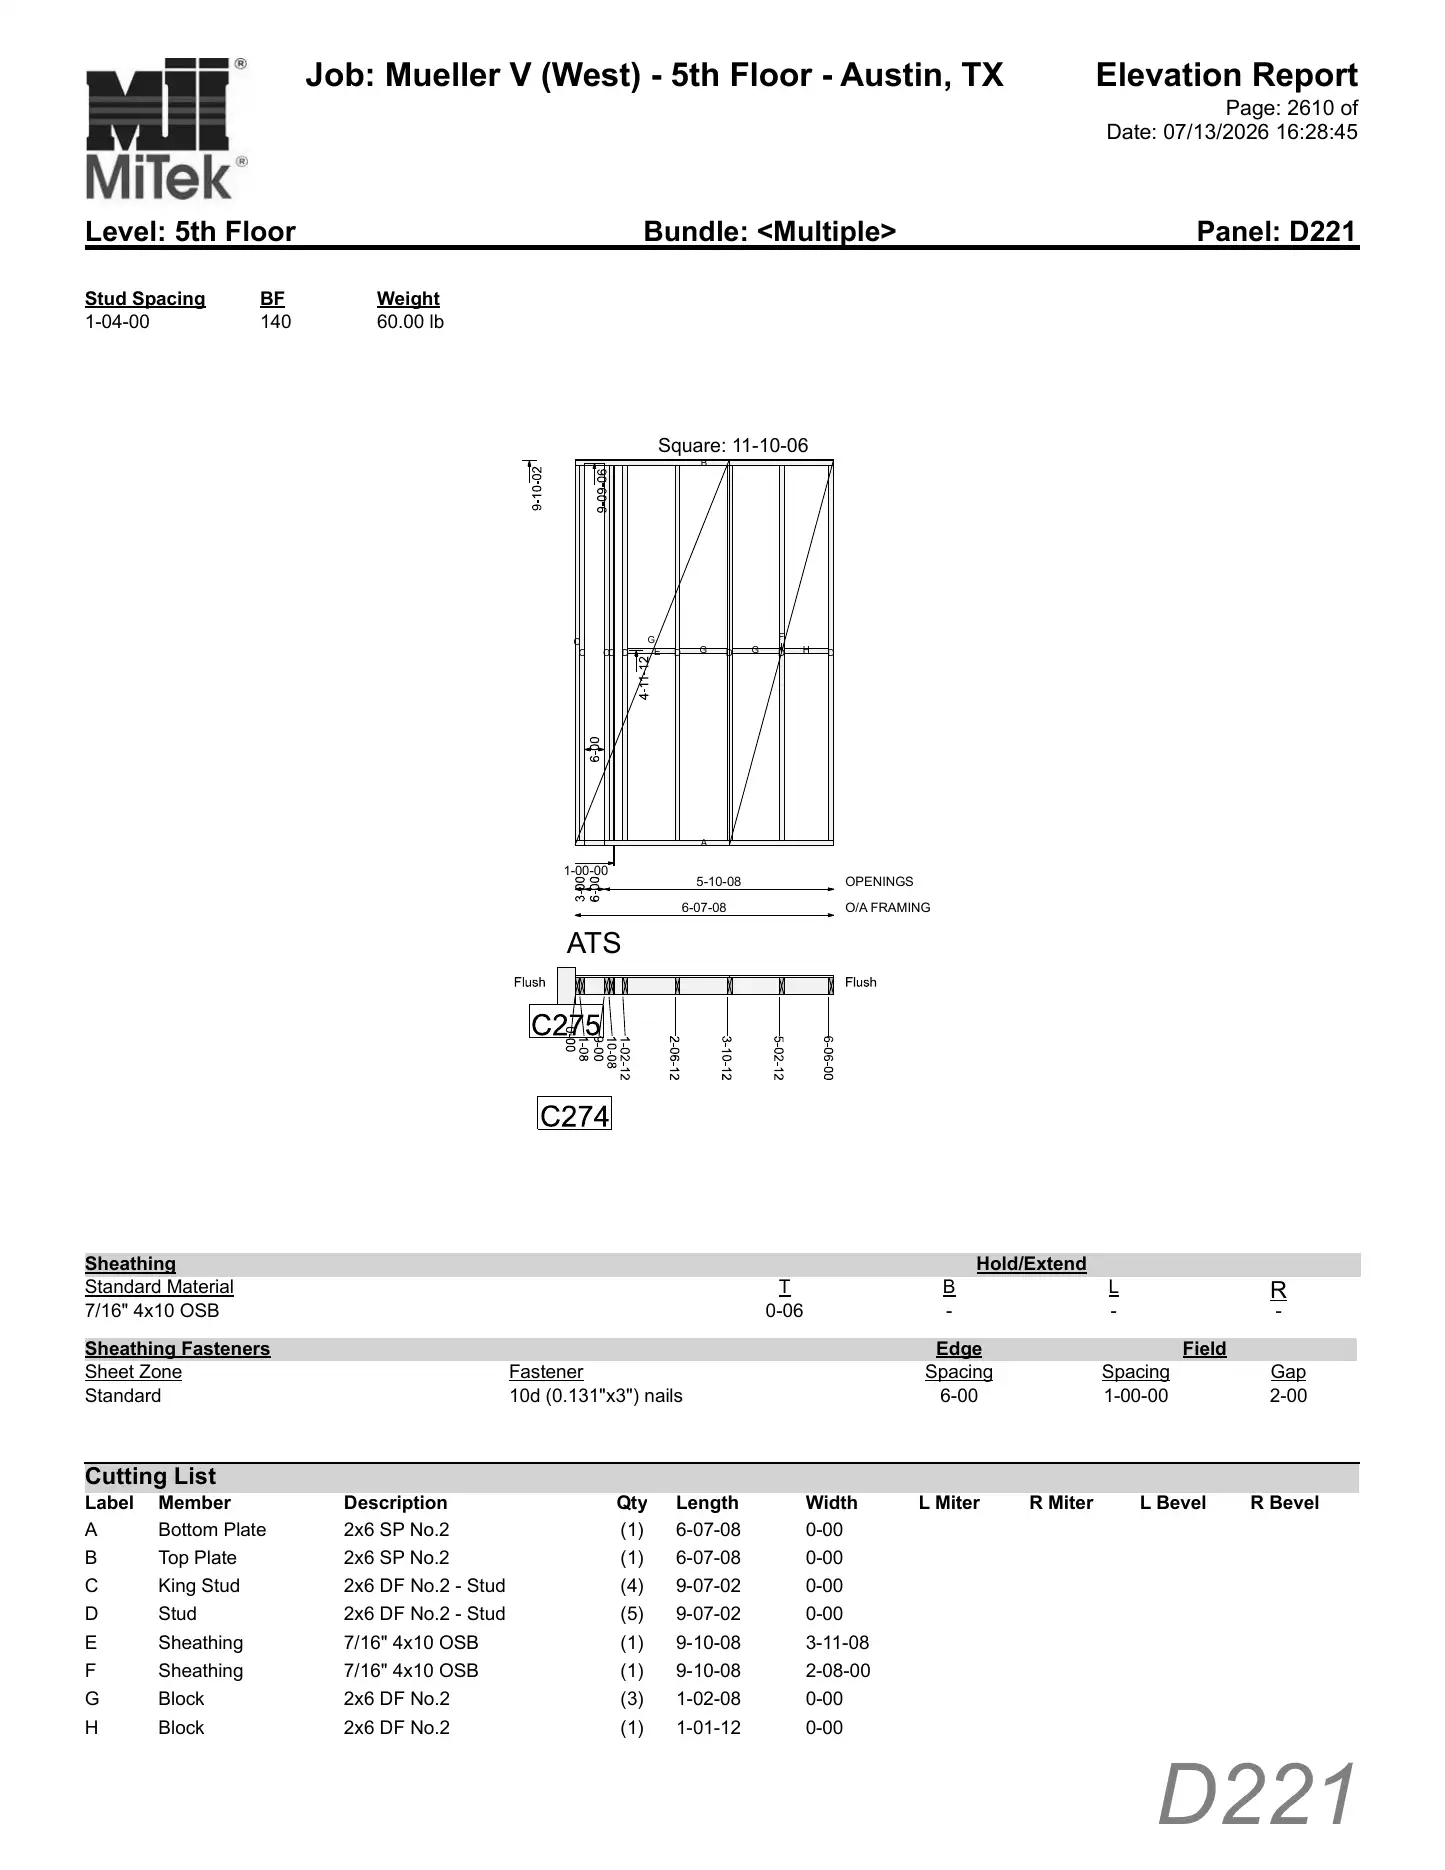 Job: Mueller V (West) - 5th Floor - Austin, TX
Elevation Report
Page: 2610 of
Date: 07/13/2026 16:28:45
MiTek®
Level: 5th Floor
Bundle: <Multiple>
Panel: D221
Stud Spacing BF Weight
1-04-00 140 60.00 lb
Square: 11-10-06
B
9-10-02
9-09-06
C
G
F
E G G H
C C C D D D D D
4-11-12
6-00
A
1-00-00
3-00
6-00
5-10-08 OPENINGS
6-07-08 O/A FRAMING
ATS
Flush
Flush
C275
0-00
1-08
9-00
10-08
1-02-12
2-06-12
3-10-12
5-02-12
6-06-00
C274
Sheathing Hold/Extend
Standard Material T B L R
7/16" 4x10 OSB 0-06 - - -
Sheathing Fasteners Edge Field
Sheet Zone Fastener Spacing Spacing Gap
Standard 10d (0.131"x3") nails 6-00 1-00-00 2-00
Cutting List
Label Member Description Qty Length Width L Miter R Miter L Bevel R Bevel
A Bottom Plate 2x6 SP No.2 (1) 6-07-08 0-00
B Top Plate 2x6 SP No.2 (1) 6-07-08 0-00
C King Stud 2x6 DF No.2 - Stud (4) 9-07-02 0-00
D Stud 2x6 DF No.2 - Stud (5) 9-07-02 0-00
E Sheathing 7/16" 4x10 OSB (1) 9-10-08 3-11-08
F Sheathing 7/16" 4x10 OSB (1) 9-10-08 2-08-00
G Block 2x6 DF No.2 (3) 1-02-08 0-00
H Block 2x6 DF No.2 (1) 1-01-12 0-00
D221